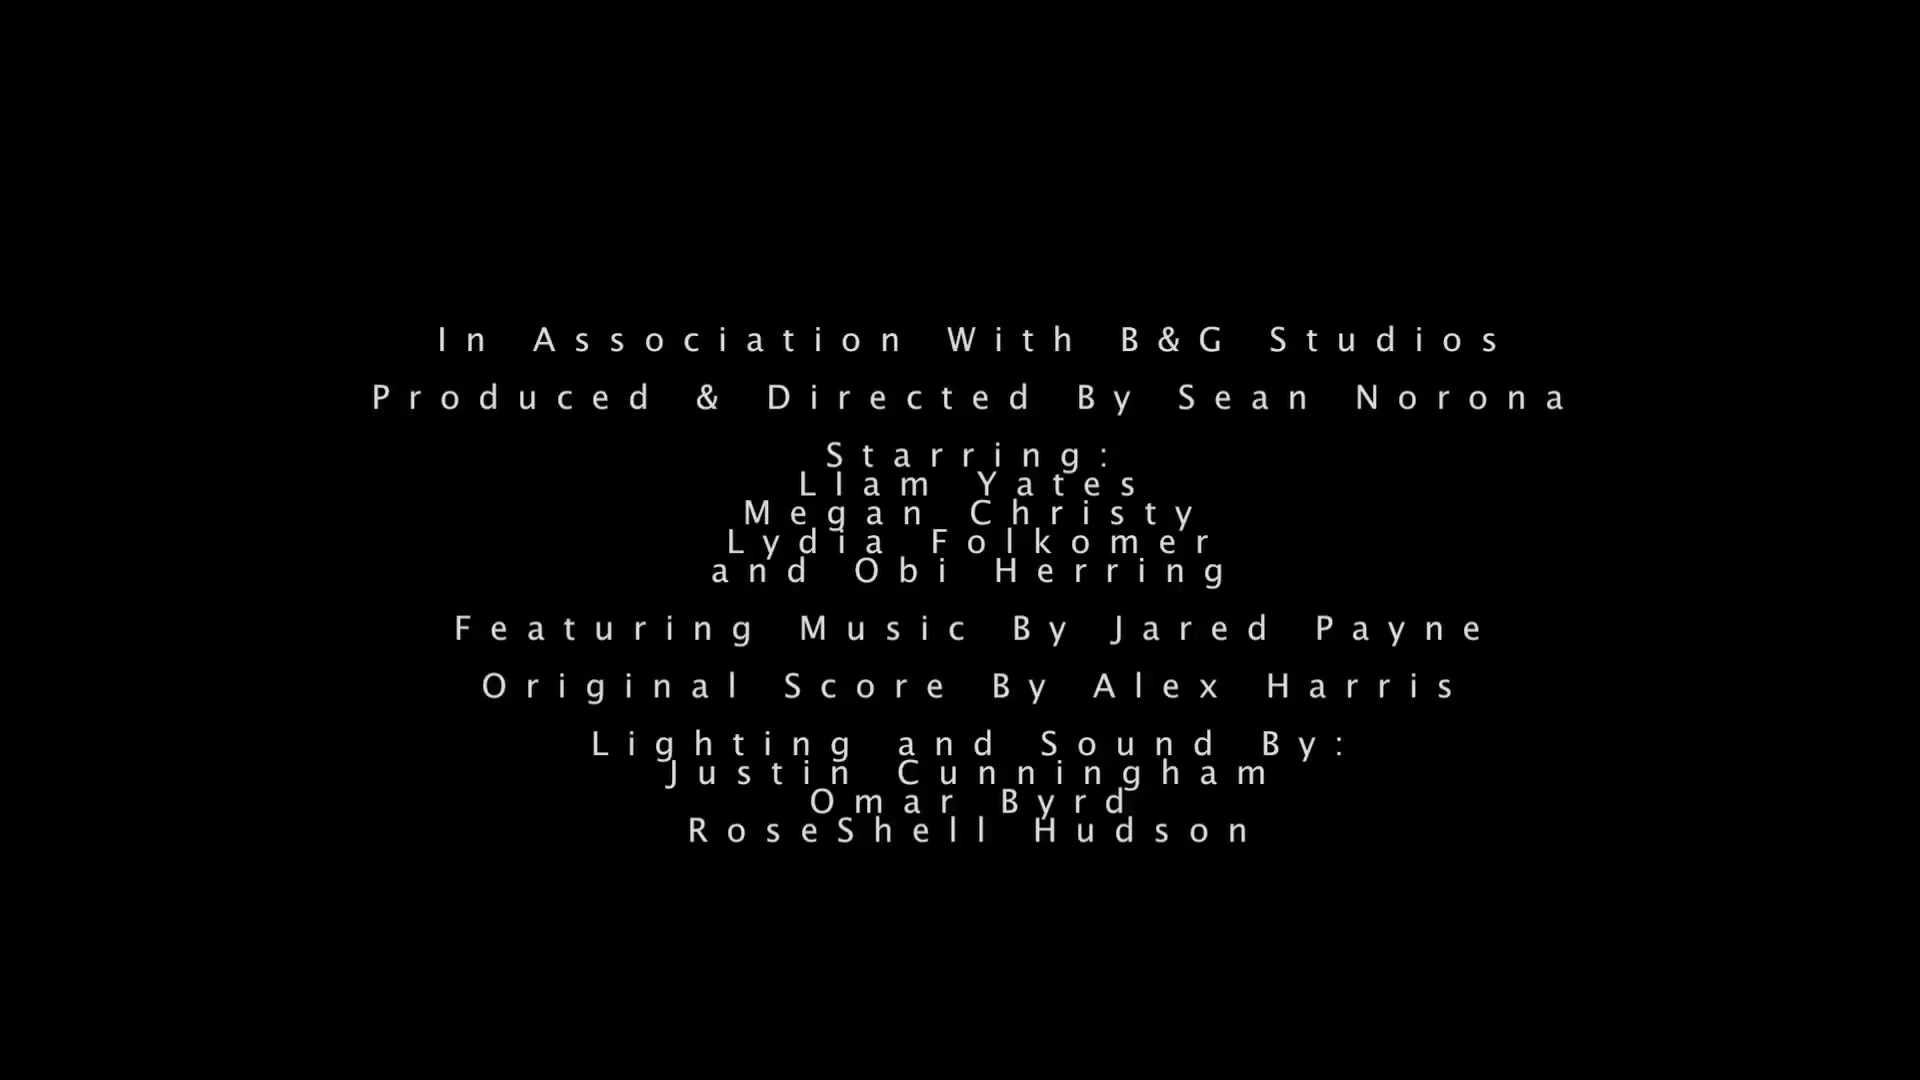 In Association With B&G Studios
Produced & Directed By Sean Norona
Starring:
Llam Yates
Megan Christy
Lydia Folkomer
and Obi Herring
Featuring Music By Jared Payne
Original Score By Alex Harris
Lighting and Sound By:
Justin Cunningham
Omar Byrd
RoseShell Hudson